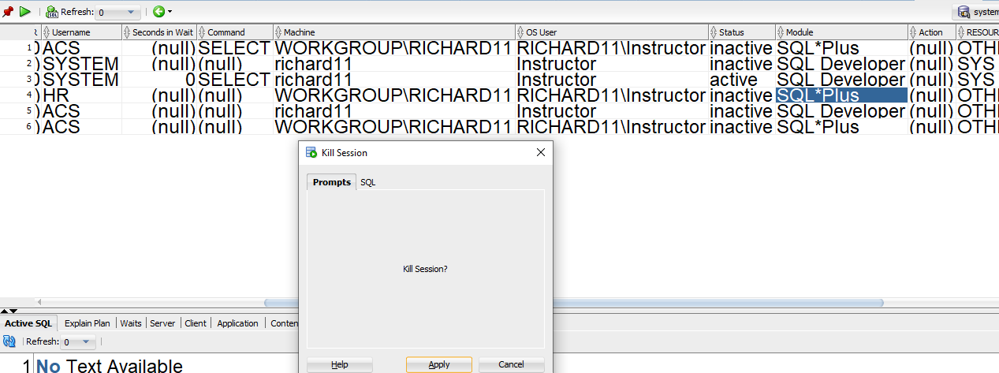 SQL Refresh: 0 system
R Username Seconds in Wait Command Machine OS User Status Module Action RESOUR
1 ACS (null) SELECT WORKGROUP\RICHARD11 RICHARD11\Instructor inactive SQL*Plus (null) OTHE
2 SYSTEM (null) (null) richard11 Instructor inactive SQL Developer (null) SYS
3 SYSTEM 0 SELECT richard11 Instructor active SQL Developer (null) SYS
4 HR (null) (null) WORKGROUP\RICHARD11 RICHARD11\Instructor inactive SQL*Plus (null) OTHE
5 ACS (null) (null) richard11 Instructor inactive SQL Developer (null) OTHE
6 ACS (null) (null) WORKGROUP\RICHARD11 RICHARD11\Instructor inactive SQL*Plus (null) OTHE
Kill Session
Prompts SQL
Kill Session?
Help Apply Cancel
Active SQL Explain Plan Waits Server Client Application Conten
Refresh: 0
1 No Text Available